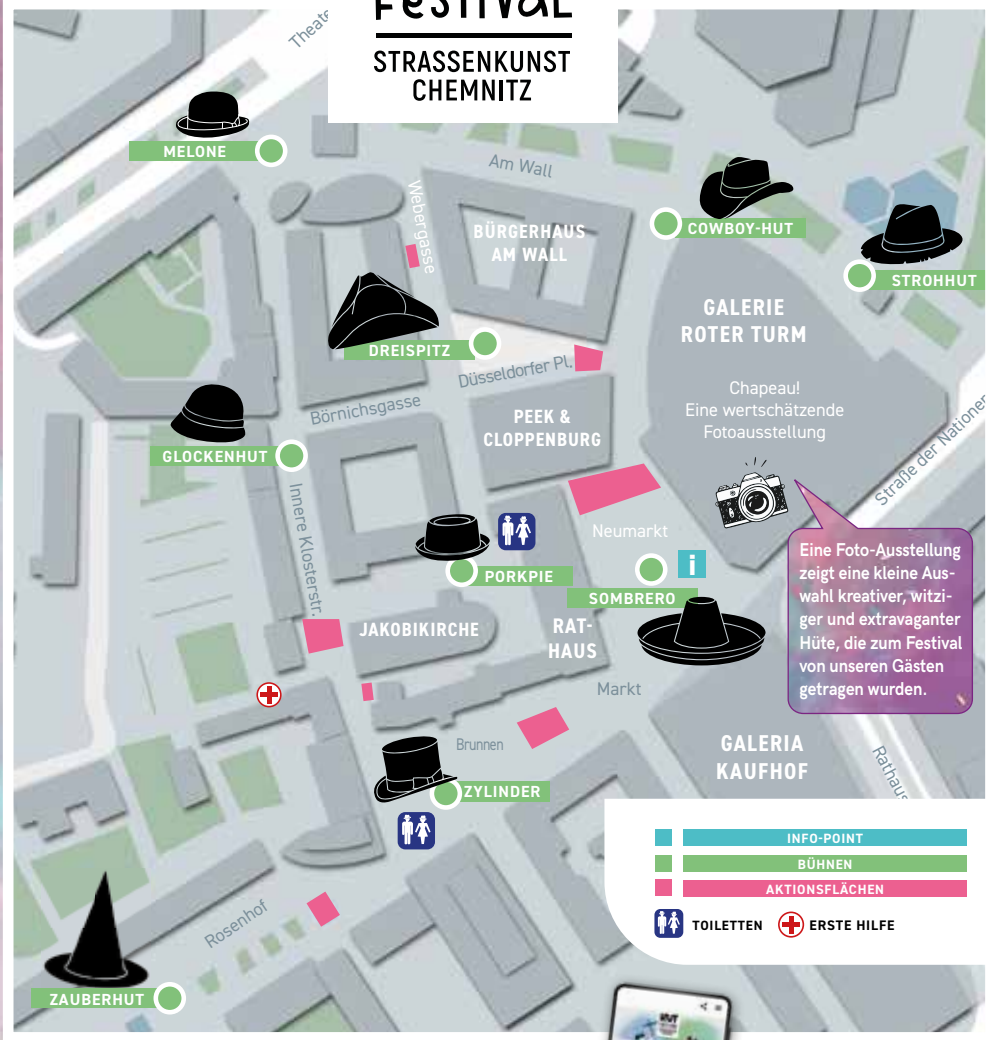 FeSTIVaL
STRASSENKUNST
CHEMNITZ
MELONE
Am Wall
Webergasse
BÜRGERHAUS
AM WALL
COWBOY-HUT
STROHHUT
GALERIE
ROTER TURM
DREISPITZ
Düsseldorfer Pl.
Chapeau!
Eine wertschätzende
Fotoausstellung
Börnichsgasse
PEEK &
CLOPPENBURG
GLOCKENHUT
Straße der Nationen
Innere Klosterstr.
Neumarkt
Eine Foto-Ausstellung
zeigt eine kleine Aus-
wahl kreativer, witzi-
ger und extravaganter
Hüte, die zum Festival
von unseren Gästen
getragen wurden.
i
PORKPIE
SOMBRERO
JAKOBIKIRCHE
RAT-
HAUS
Markt
Brunnen
GALERIA
KAUFHOF
Rathaus
ZYLINDER
INFO-POINT
BÜHNEN
AKTIONSFLÄCHEN
TOILETTEN
ERSTE HILFE
Rosenhof
ZAUBERHUT
HUT